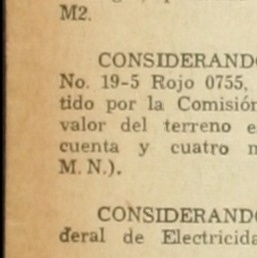 M2.
CONSIDERANDO
No. 19-5 Rojo 0755,
tido por la Comisión
valor del terreno e
cuenta y cuatro m
M. N.).
CONSIDERANDO
deral de Electricida